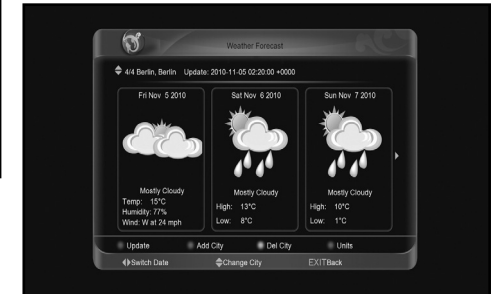 Weather Forecast
4/4 Berlin, Berlin Update: 2010-11-05 02:20:00 +0000
Fri Nov 5 2010
Mostly Cloudy
Temp: 15°C
Humidity: 77%
Wind: W at 24 mph
Sat Nov 6 2010
Mostly Cloudy
High: 13°C
Low: 8°C
Sun Nov 7 2010
Mostly Cloudy
High: 10°C
Low: 1°C
Update Add City Del City Units
Switch Date Change City EXITBack